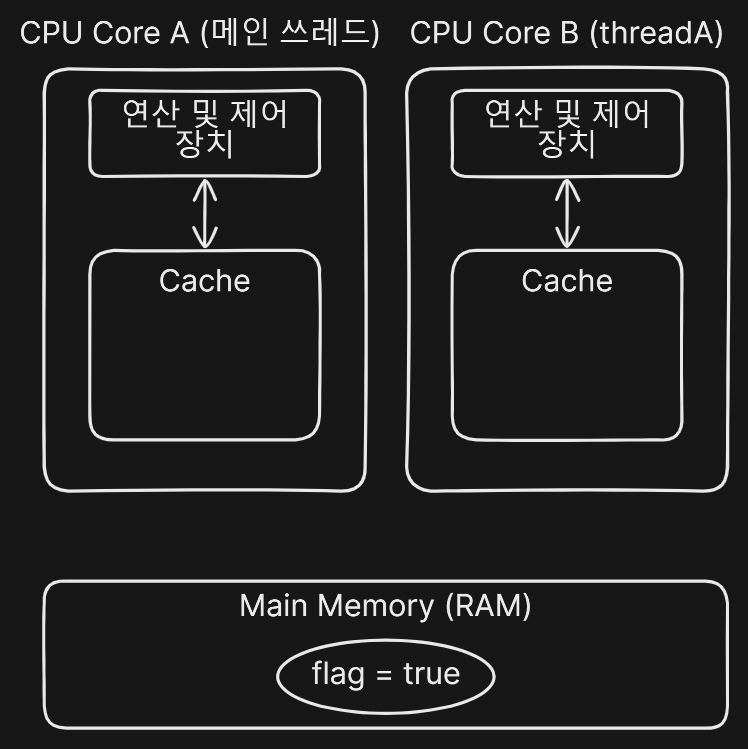 CPU Core A (메인 쓰레드)
CPU Core B (threadA)
연산 및 제어
장치
연산 및 제어
장치
Cache
Cache
Main Memory (RAM)
flag = true